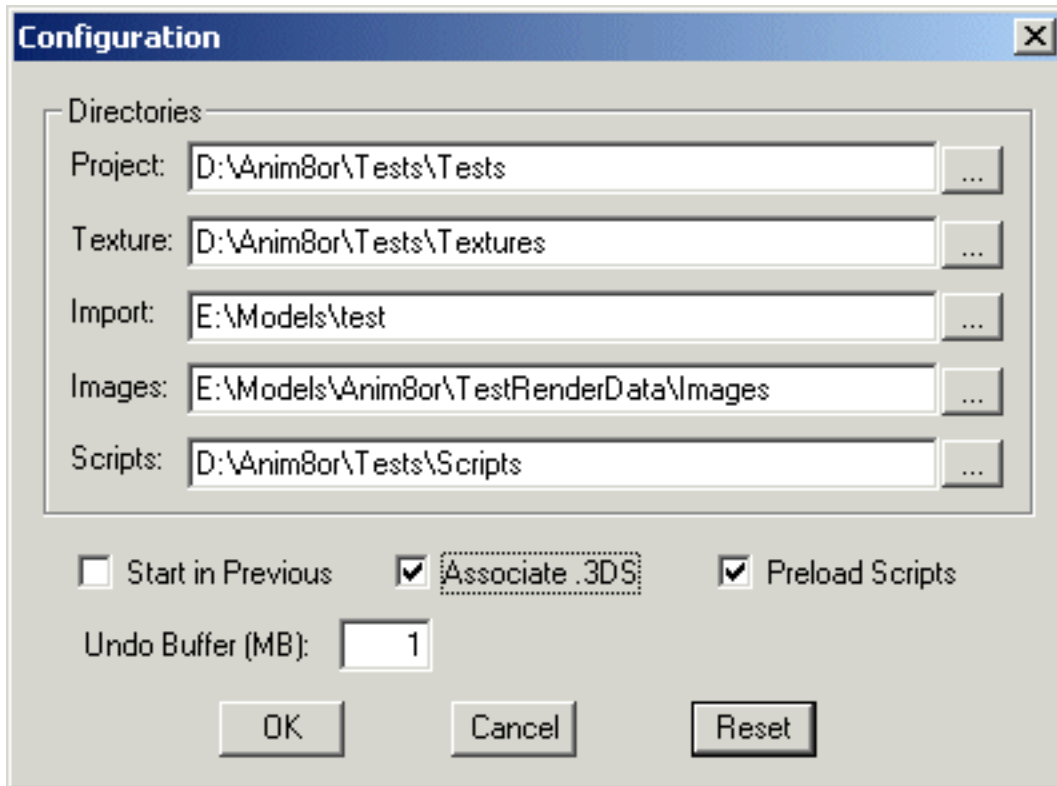 Configuration
Directories
Project: D:\Anim8or\Tests\Tests ...
Texture: D:\Anim8or\Tests\Textures ...
Import: E:\Models\test ...
Images: E:\Models\Anim8or\TestRenderData\Images ...
Scripts: D:\Anim8or\Tests\Scripts ...
Start in Previous Associate .3DS Preload Scripts
Undo Buffer (MB): 1
OK Cancel Reset